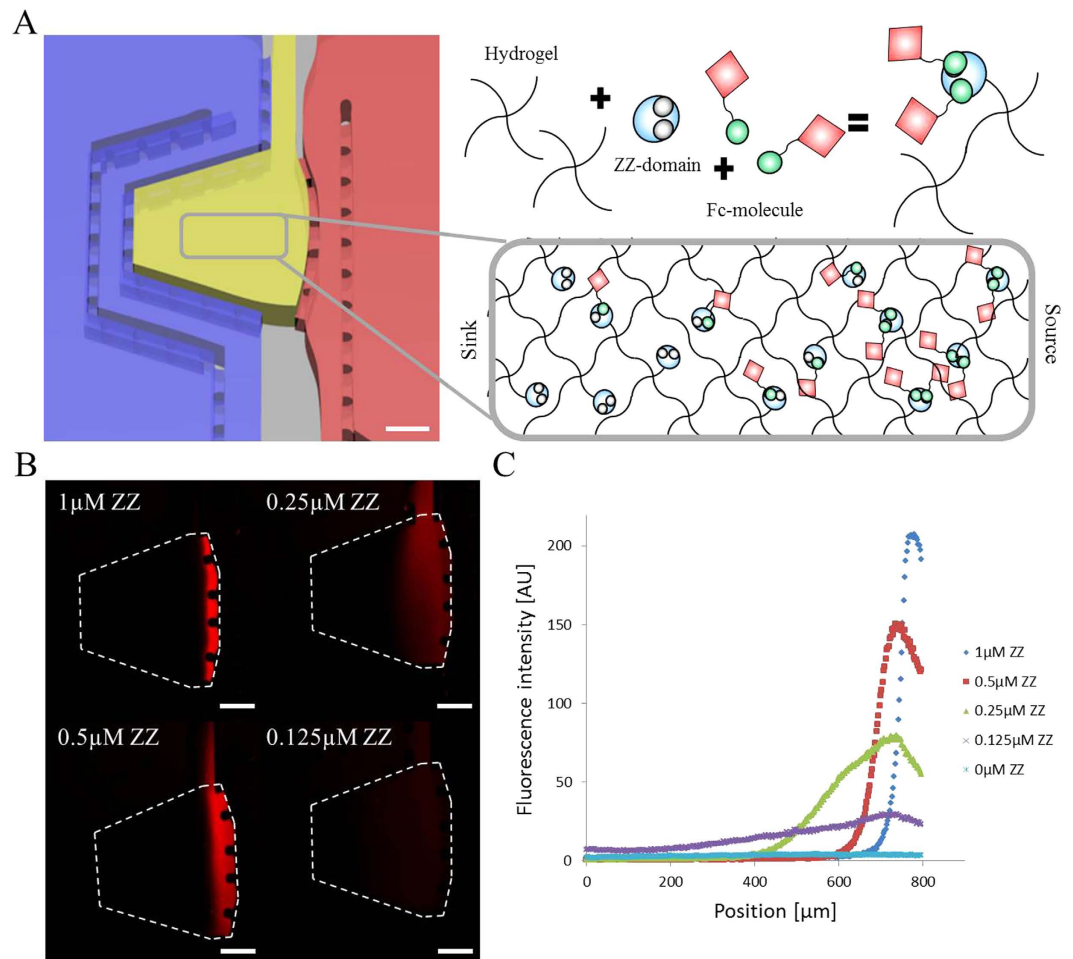 A
Hydrogel
ZZ-domain
Fc-molecule
Sink
Source
B
1µM ZZ
0.25µM ZZ
0.5µM ZZ
0.125µM ZZ
C
Fluorescence intensity [AU]
200
150
100
50
0
0
200
400
600
800
Position [µm]
1µM ZZ
0.5µM ZZ
0.25µM ZZ
0.125µM ZZ
0µM ZZ